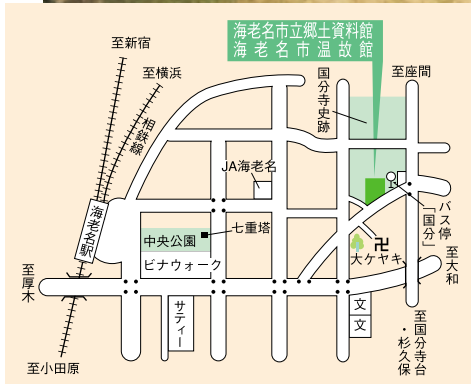 海老名市立郷土資料館
海老名市温故館
至新宿
至横浜
相鉄線
国分寺史跡
至座間
JA海老名
バス停
「国分」
海老名駅
中央公園
七重塔
ビナウォーク
卍
大ケヤキ
至大和
至厚木
サティー
文
文
至国分寺台
・杉久保
至小田原